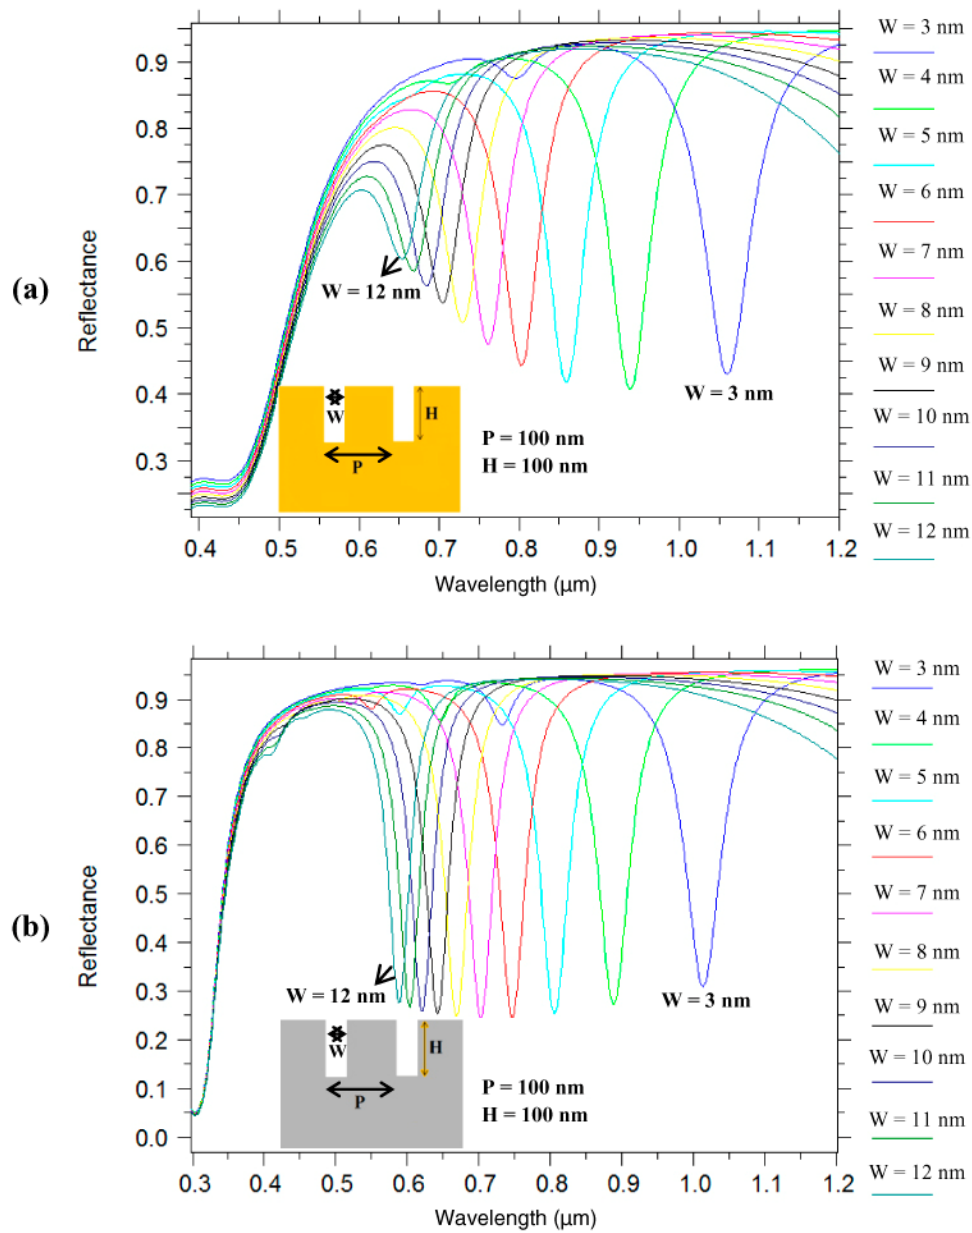 (a)
Reflectance
0.9
0.8
0.7
0.6
0.5
0.4
0.3
0.4 0.5 0.6 0.7 0.8 0.9 1.0 1.1 1.2
Wavelength (µm)
W = 12 nm
W = 3 nm
W
H
P
P = 100 nm
H = 100 nm
W = 3 nm
W = 4 nm
W = 5 nm
W = 6 nm
W = 7 nm
W = 8 nm
W = 9 nm
W = 10 nm
W = 11 nm
W = 12 nm
(b)
Reflectance
0.9
0.8
0.7
0.6
0.5
0.4
0.3
0.2
0.1
0.0
0.3 0.4 0.5 0.6 0.7 0.8 0.9 1.0 1.1 1.2
Wavelength (µm)
W = 12 nm
W = 3 nm
W
H
P
P = 100 nm
H = 100 nm
W = 3 nm
W = 4 nm
W = 5 nm
W = 6 nm
W = 7 nm
W = 8 nm
W = 9 nm
W = 10 nm
W = 11 nm
W = 12 nm